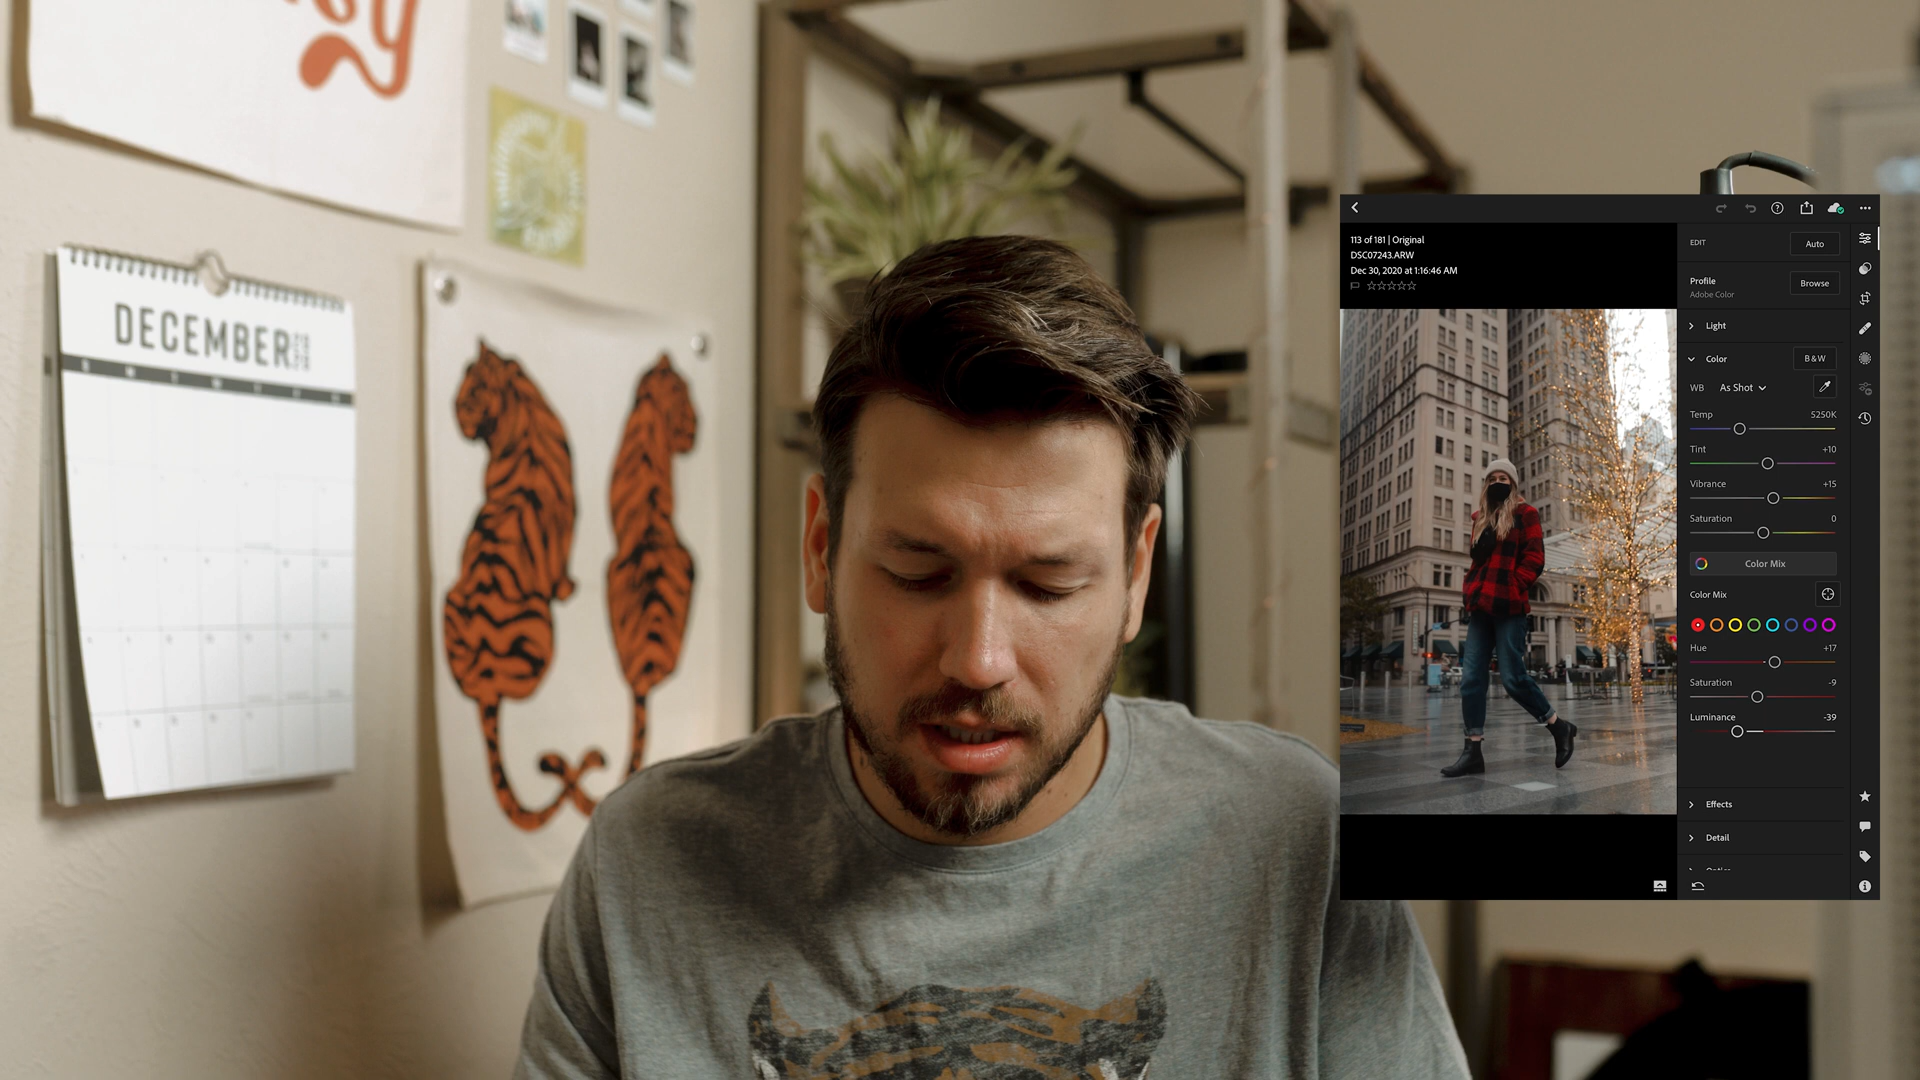 DECEMBER
113 of 181 | Original
DSC07243.ARW
Dec 30, 2020 at 1:16:46 AM
EDIT
Auto
Profile
Adobe Color
Browse
Light
Color
B&W
WB As Shot
Temp 5250K
Tint +10
Vibrance +15
Saturation 0
Color Mix
Color Mix
Hue +17
Saturation -9
Luminance -39
Effects
Detail